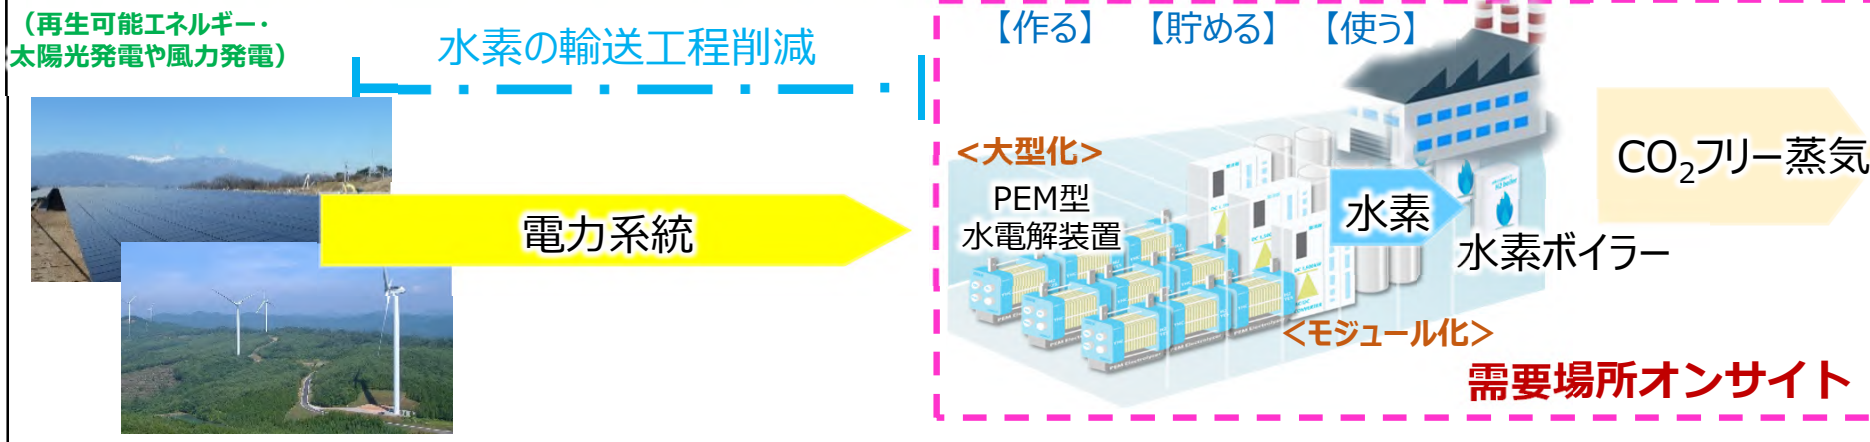 （再生可能エネルギー・
太陽光発電や風力発電）
水素の輸送工程削減
【作る】 【貯める】 【使う】
<大型化>
PEM型
水電解装置
電力系統
水素
水素ボイラー
CO₂フリー蒸気
<モジュール化>
需要場所オンサイト